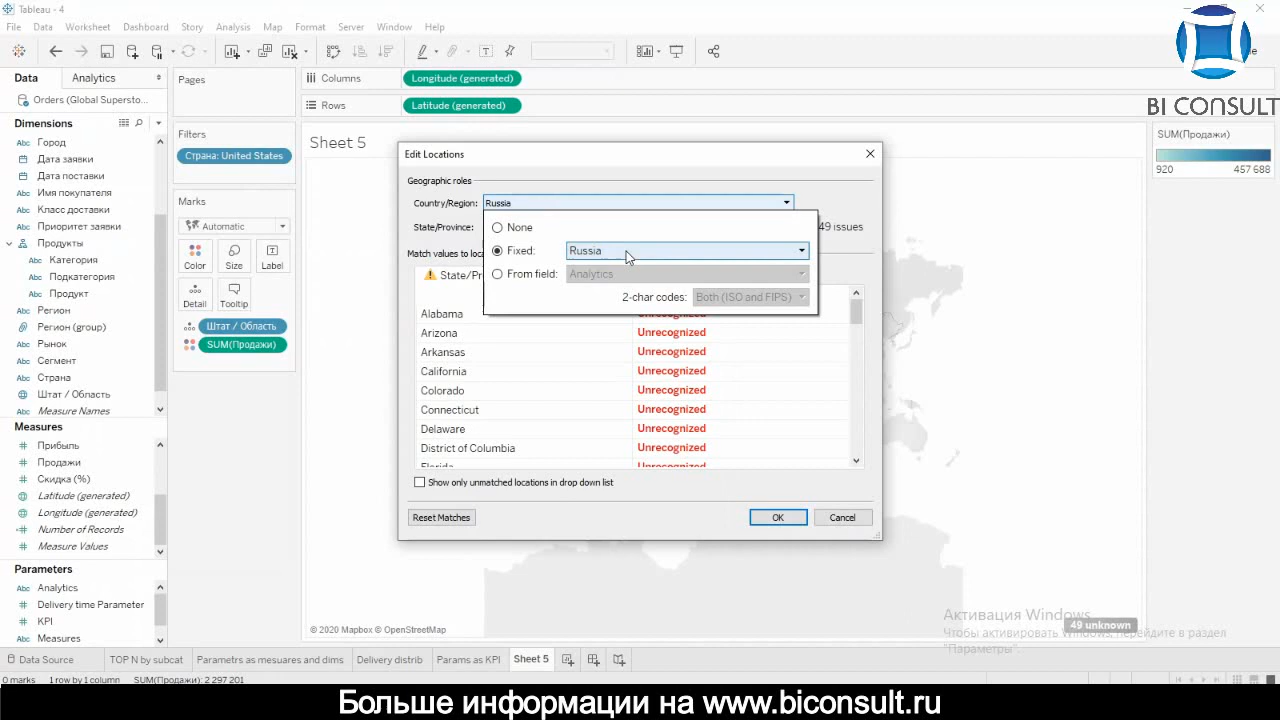 Tableau - 4
File Data Worksheet Dashboard Story Analysis Map Format Server Window Help
Data Analytics
Orders (Global Supersto...
Dimensions
Город
Дата заявки
Дата поставки
Имя покупателя
Класс доставки
Приоритет заявки
Продукты
Категория
Подкатегория
Продукт
Регион
Регион (group)
Рынок
Сегмент
Страна
Штат / Область
Measure Names
Measures
Прибыль
Продажи
Скидка (%)
Latitude (generated)
Longitude (generated)
Number of Records
Measure Values
Parameters
Analytics
Delivery time Parameter
KPI
Measures
Pages
Filters
Страна: United States
Marks
Automatic
Color Size Label
Detail Tooltip
Штат / Область
SUM(Продажи)
Columns Longitude (generated)
Rows Latitude (generated)
Sheet 5
Edit Locations
Geographic roles
Country/Region: Russia
State/Province: 49 issues
None
Fixed: Russia
From field: Analytics
2-char codes: Both (ISO and FIPS)
Match values to loca
State/Pr
Alabama Unrecognized
Arizona Unrecognized
Arkansas Unrecognized
California Unrecognized
Colorado Unrecognized
Connecticut Unrecognized
Delaware Unrecognized
District of Columbia Unrecognized
Florida Unrecognized
Show only unmatched locations in drop down list
Reset Matches OK Cancel
© 2020 Mapbox © OpenStreetMap
BI CONSULT
SUM(Продажи)
920 457 688
Активация Windows
49 unknown
Чтобы активировать Windows, перейдите в раздел
"Параметры".
Data Source TOP N by subcat Parametrs as mesuares and dims Delivery distrib Params as KPI Sheet 5
0 marks 1 row by 1 column SUM(Продажи): 2 297 201
Больше информации на www.biconsult.ru